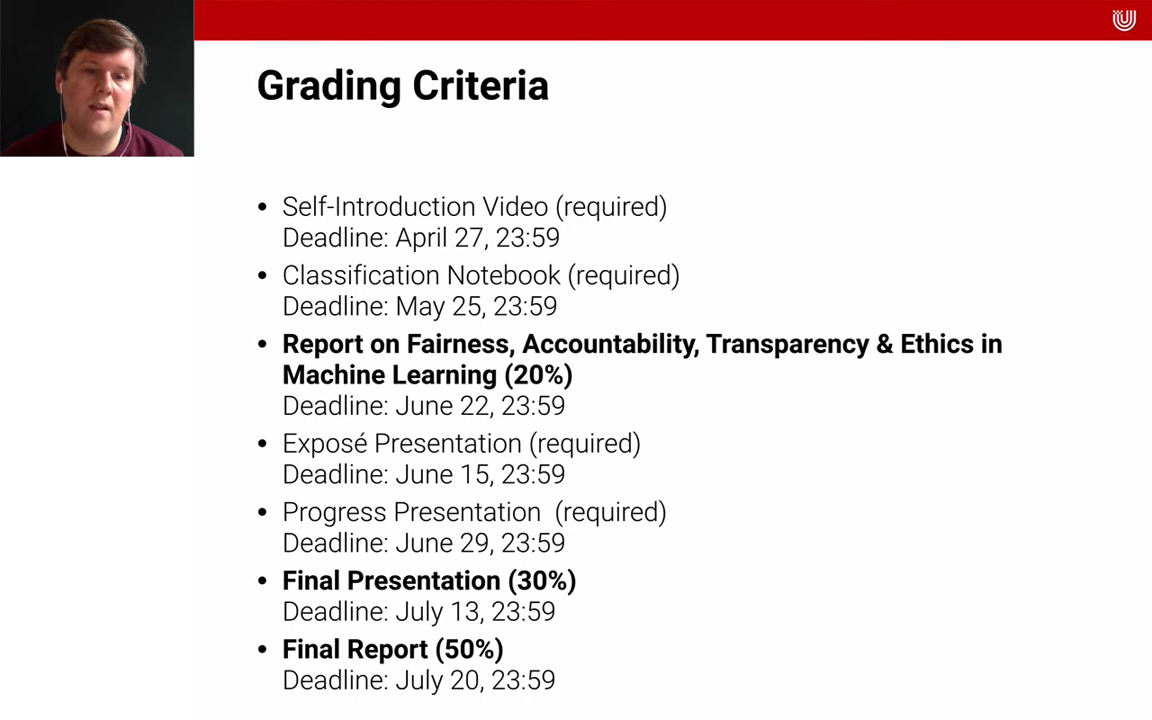 Grading Criteria
• Self-Introduction Video (required)
Deadline: April 27, 23:59
• Classification Notebook (required)
Deadline: May 25, 23:59
• Report on Fairness, Accountability, Transparency & Ethics in
Machine Learning (20%)
Deadline: June 22, 23:59
• Exposé Presentation (required)
Deadline: June 15, 23:59
• Progress Presentation  (required)
Deadline: June 29, 23:59
• Final Presentation (30%)
Deadline: July 13, 23:59
• Final Report (50%)
Deadline: July 20, 23:59